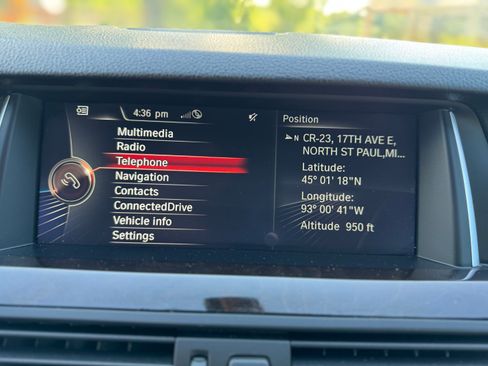 4:36 pm
Multimedia
Radio
Telephone
Navigation
Contacts
ConnectedDrive
Vehicle info
Settings
Position
N CR-23, 17TH AVE E,
NORTH ST PAUL,MI...
Latitude:
45° 01' 18"N
Longitude:
93° 00' 41"W
Altitude 950 ft